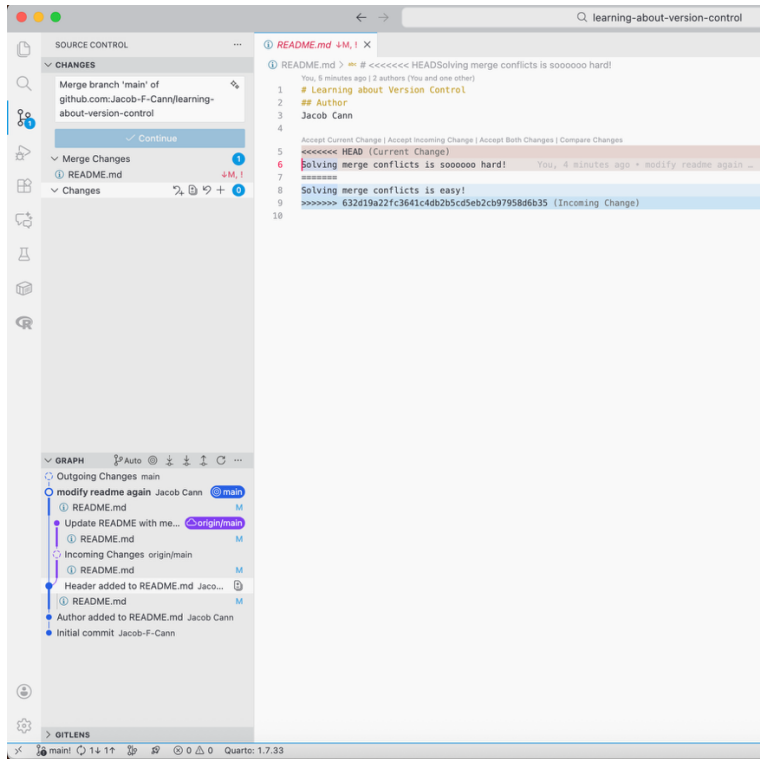 learning-about-version-control
SOURCE CONTROL
CHANGES
Merge branch 'main' of
github.com:Jacob-F-Cann/learning-
about-version-control
Continue
Merge Changes 1
README.md ↓M, !
Changes 0
GRAPH Auto
Outgoing Changes main
modify readme again Jacob Cann main
README.md M
Update README with me... origin/main
README.md M
Incoming Changes origin/main
README.md M
Header added to README.md Jaco...
README.md M
Author added to README.md Jacob Cann
Initial commit Jacob-F-Cann
GITLENS
README.md ↓M, !
README.md > # <<<<<<< HEADSolving merge conflicts is soooooo hard!
You, 5 minutes ago | 2 authors (You and one other)
1 # Learning about Version Control
2 ## Author
3 Jacob Cann
4
Accept Current Change | Accept Incoming Change | Accept Both Changes | Compare Changes
5 <<<<<<< HEAD (Current Change)
6 Solving merge conflicts is soooooo hard! You, 4 minutes ago • modify readme again …
7 =======
8 Solving merge conflicts is easy!
9 >>>>>>> 632d19a22fc3641c4db2b5cd5eb2cb97958d6b35 (Incoming Change)
10
main! 1↓ 1↑ 0 0 Quarto: 1.7.33